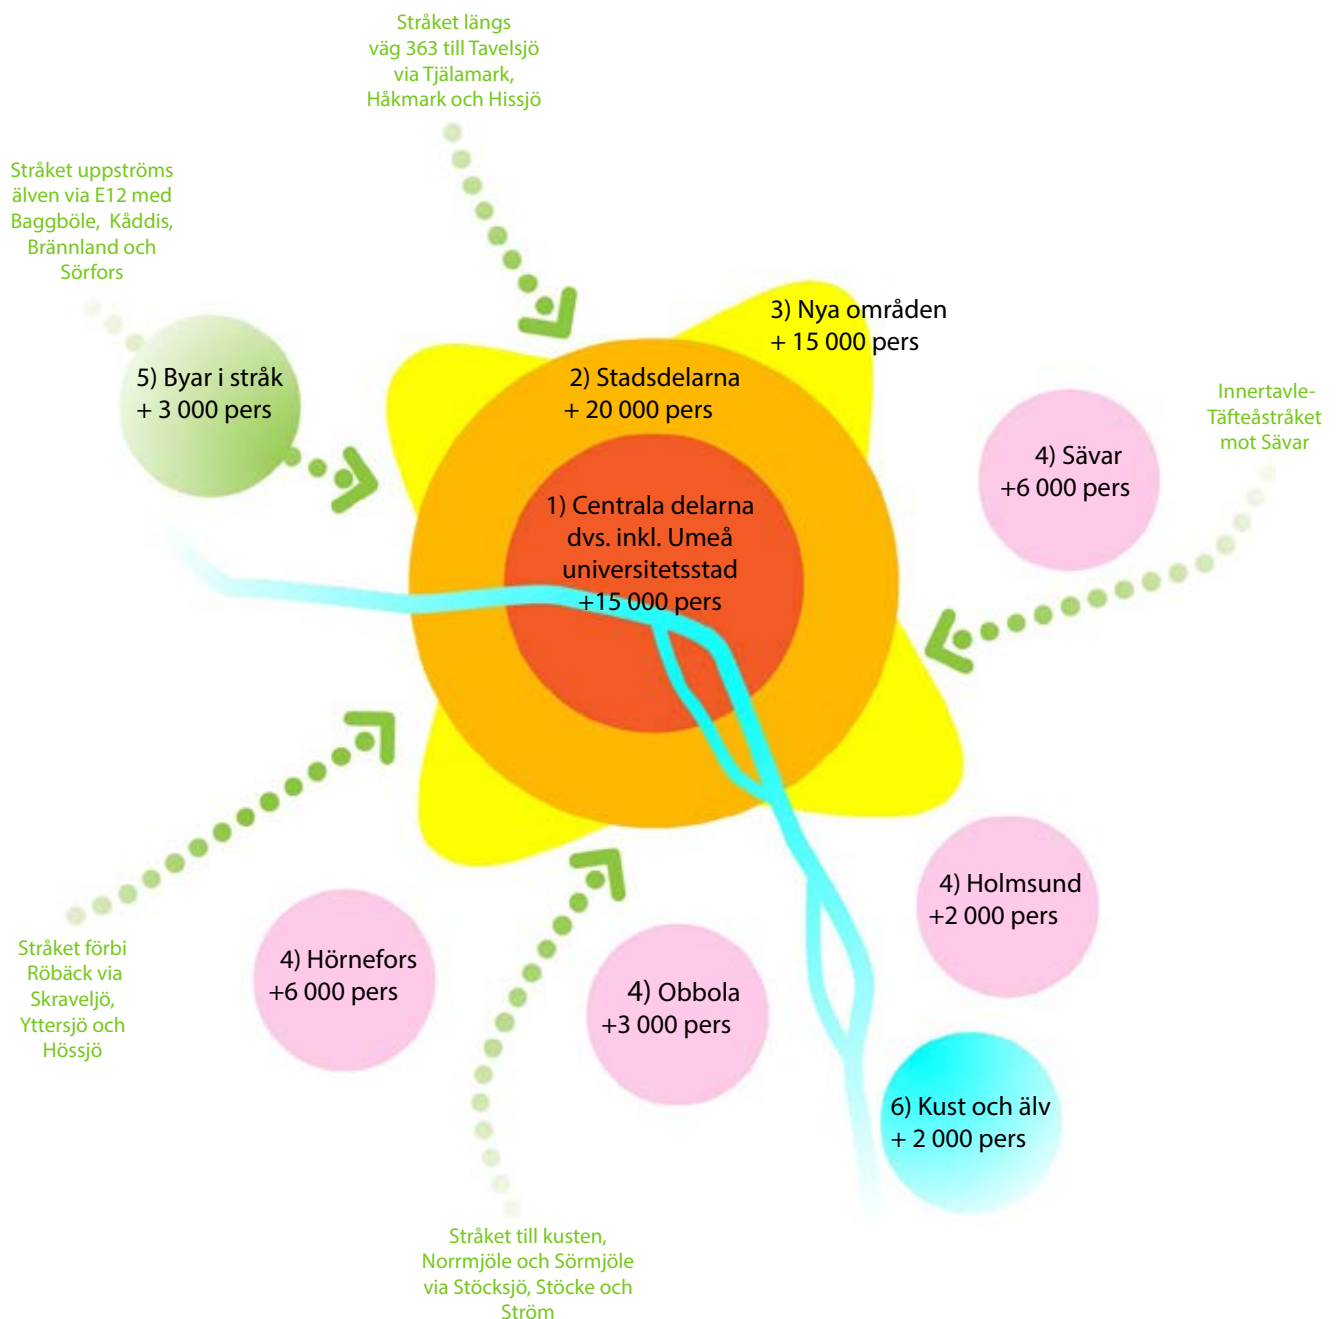 Stråket längs
väg 363 till Tavelsjö
via Tjälamark,
Håkmark och Hissjö
Stråket uppströms
älven via E12 med
Baggböle, Kåddis,
Brännland och
Sörfors
3) Nya områden
+ 15 000 pers
5) Byar i stråk
+ 3 000 pers
2) Stadsdelarna
+ 20 000 pers
Innertavle-
Täfteåstråket
mot Sävar
4) Sävar
+6 000 pers
1) Centrala delarna
dvs. inkl. Umeå
universitetsstad
+15 000 pers
4) Holmsund
+2 000 pers
Stråket förbi
Röbäck via
Skraveljö,
Yttersjö och
Hössjö
4) Hörnefors
+6 000 pers
4) Obbola
+3 000 pers
6) Kust och älv
+ 2 000 pers
Stråket till kusten,
Norrmjöle och Sörmjöle
via Stöcksjö, Stöcke och
Ström